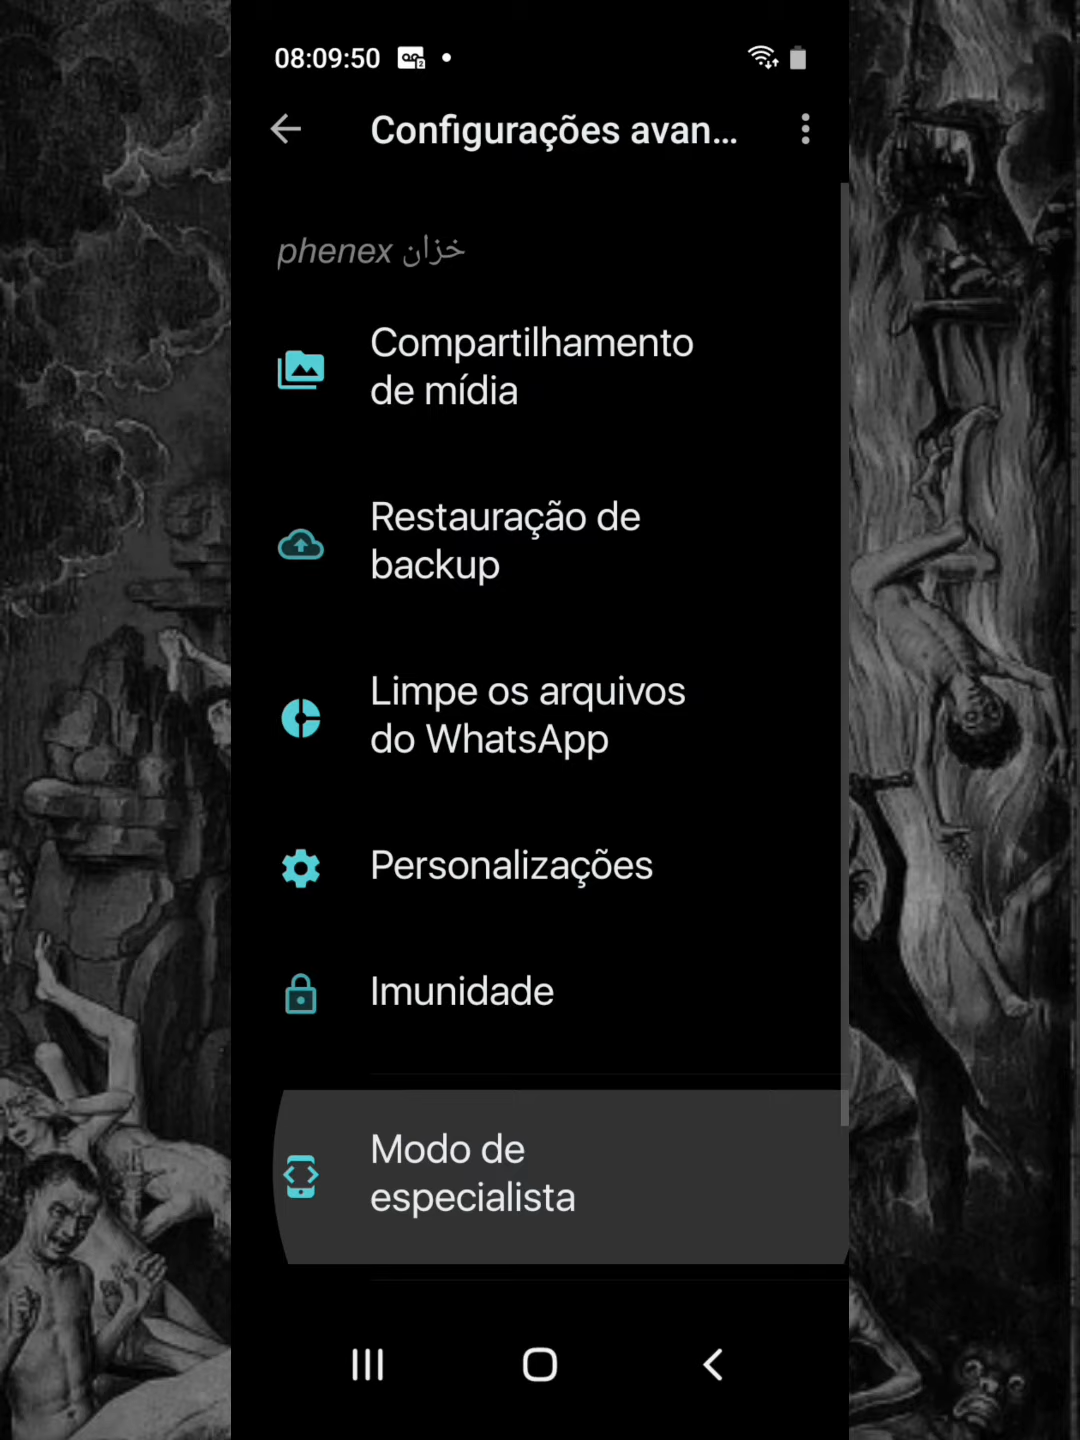 08:09:50
Configurações avan...
phenex خزان
Compartilhamento
de mídia
Restauração de
backup
Limpe os arquivos
do WhatsApp
Personalizações
Imunidade
Modo de
especialista